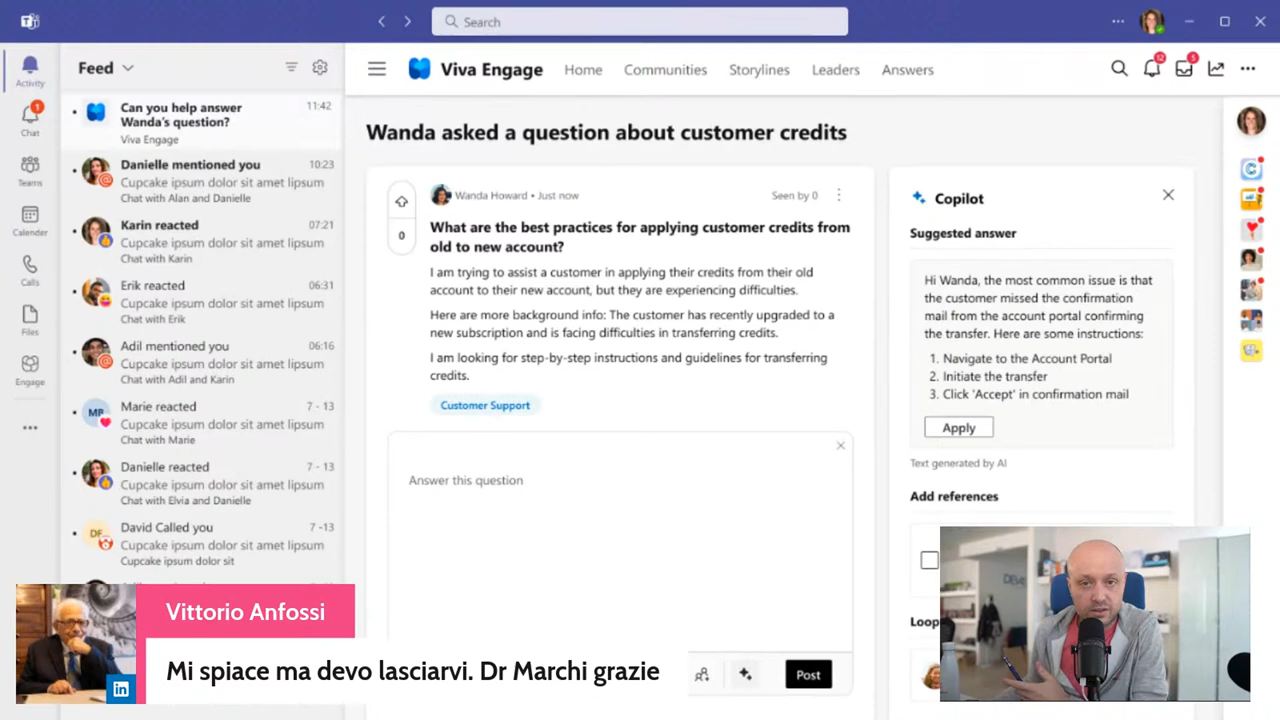 Search
Activity
Chat
1
Teams
Calender
Calls
Files
Engage
Feed
Can you help answer
Wanda's question?
11:42
Viva Engage
Danielle mentioned you
10:23
Cupcake ipsum dolor sit amet lipsum
Chat with Alan and Danielle
Karin reacted
07:21
Cupcake ipsum dolor sit amet lipsum
Chat with Karin
Erik reacted
06:31
Cupcake ipsum dolor sit amet lipsum
Chat with Erik
Adil mentioned you
06:16
Cupcake ipsum dolor sit amet lipsum
Chat with Adil and Karin
MB
Marie reacted
7 - 13
Cupcake ipsum dolor sit amet lipsum
Chat with Marie
Danielle reacted
7 - 13
Cupcake ipsum dolor sit amet lipsum
Chat with Elvia and Danielle
DF
David Called you
7 -13
Cupcake ipsum dolor sit amet lipsum
Cupcake ipsum dolor sit
Viva Engage
Home
Communities
Storylines
Leaders
Answers
12
3
Wanda asked a question about customer credits
Wanda Howard • Just now
Seen by 0
0
What are the best practices for applying customer credits from
old to new account?
I am trying to assist a customer in applying their credits from their old
account to their new account, but they are experiencing difficulties.
Here are more background info: The customer has recently upgraded to a
new subscription and is facing difficulties in transferring credits.
I am looking for step-by-step instructions and guidelines for transferring
credits.
Customer Support
Answer this question
Post
Copilot
Suggested answer
Hi Wanda, the most common issue is that
the customer missed the confirmation
mail from the account portal confirming
the transfer. Here are some instructions:
1. Navigate to the Account Portal
2. Initiate the transfer
3. Click 'Accept' in confirmation mail
Apply
Text generated by AI
Add references
Loop
Vittorio Anfossi
in
Mi spiace ma devo lasciarvi. Dr Marchi grazie